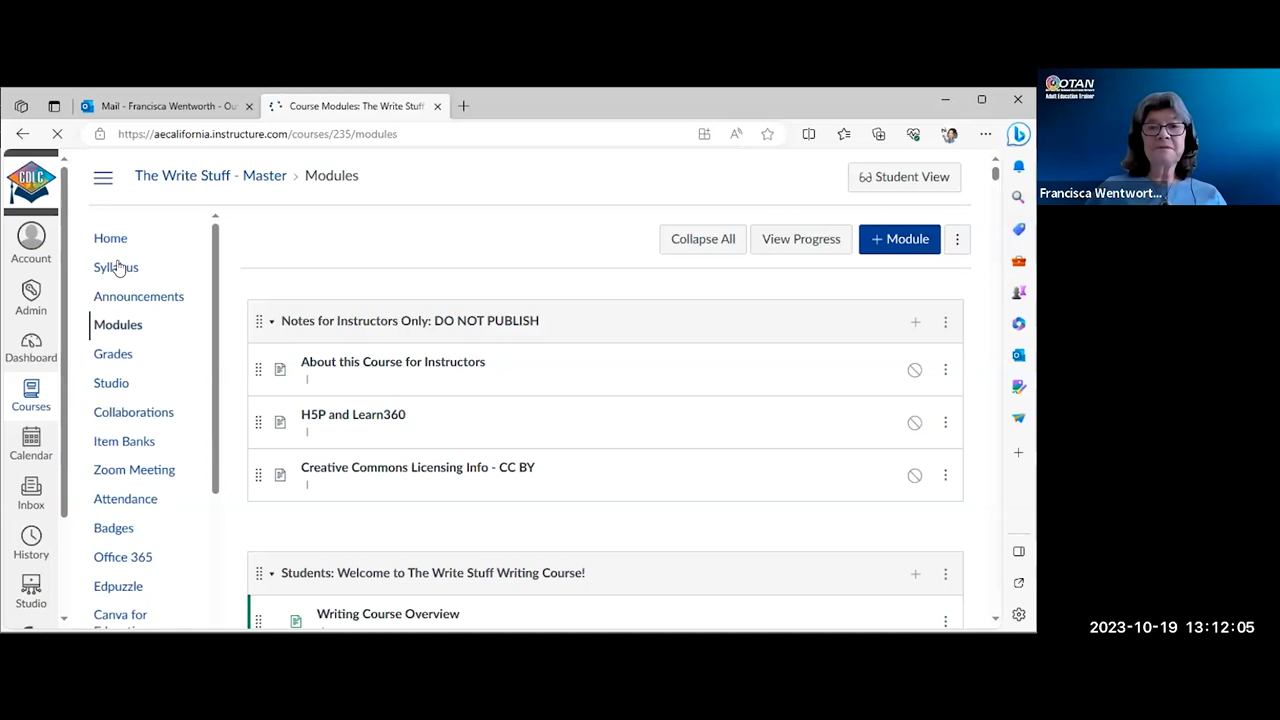 Mail - Francisca Wentworth - Ou
Course Modules: The Write Stuff
https://aecalifornia.instructure.com/courses/235/modules
OTAN
Adult Education Trainer
Francisca Wentwort...
CDLC
Account
Admin
Dashboard
Courses
Calendar
Inbox
History
Studio
The Write Stuff - Master › Modules
Student View
Home
Syllabus
Announcements
Modules
Grades
Studio
Collaborations
Item Banks
Zoom Meeting
Attendance
Badges
Office 365
Edpuzzle
Canva for
Collapse All
View Progress
+ Module
Notes for Instructors Only: DO NOT PUBLISH
About this Course for Instructors
H5P and Learn360
Creative Commons Licensing Info - CC BY
Students: Welcome to The Write Stuff Writing Course!
Writing Course Overview
2023-10-19 13:12:05